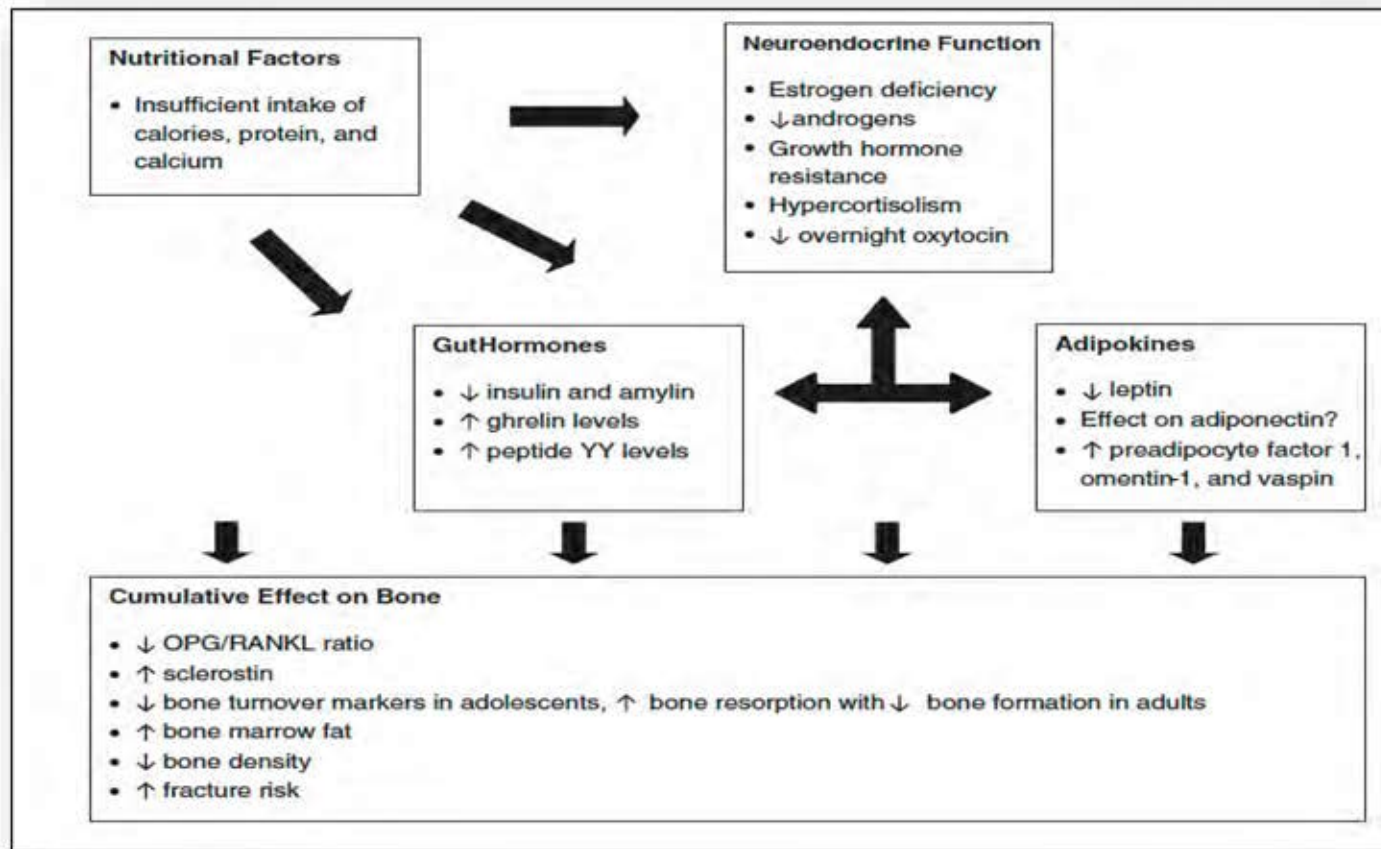 Nutritional Factors
• Insufficient intake of
calories, protein, and
calcium
Neuroendocrine Function
• Estrogen deficiency
• ↓androgens
• Growth hormone
resistance
• Hypercortisolism
• ↓ overnight oxytocin
GutHormones
• ↓ insulin and amylin
• ↑ ghrelin levels
• ↑ peptide YY levels
Adipokines
• ↓ leptin
• Effect on adiponectin?
• ↑ preadipocyte factor 1,
omentin-1, and vaspin
Cumulative Effect on Bone
• ↓ OPG/RANKL ratio
• ↑ sclerostin
• ↓ bone turnover markers in adolescents, ↑ bone resorption with ↓ bone formation in adults
• ↑ bone marrow fat
• ↓ bone density
• ↑ fracture risk